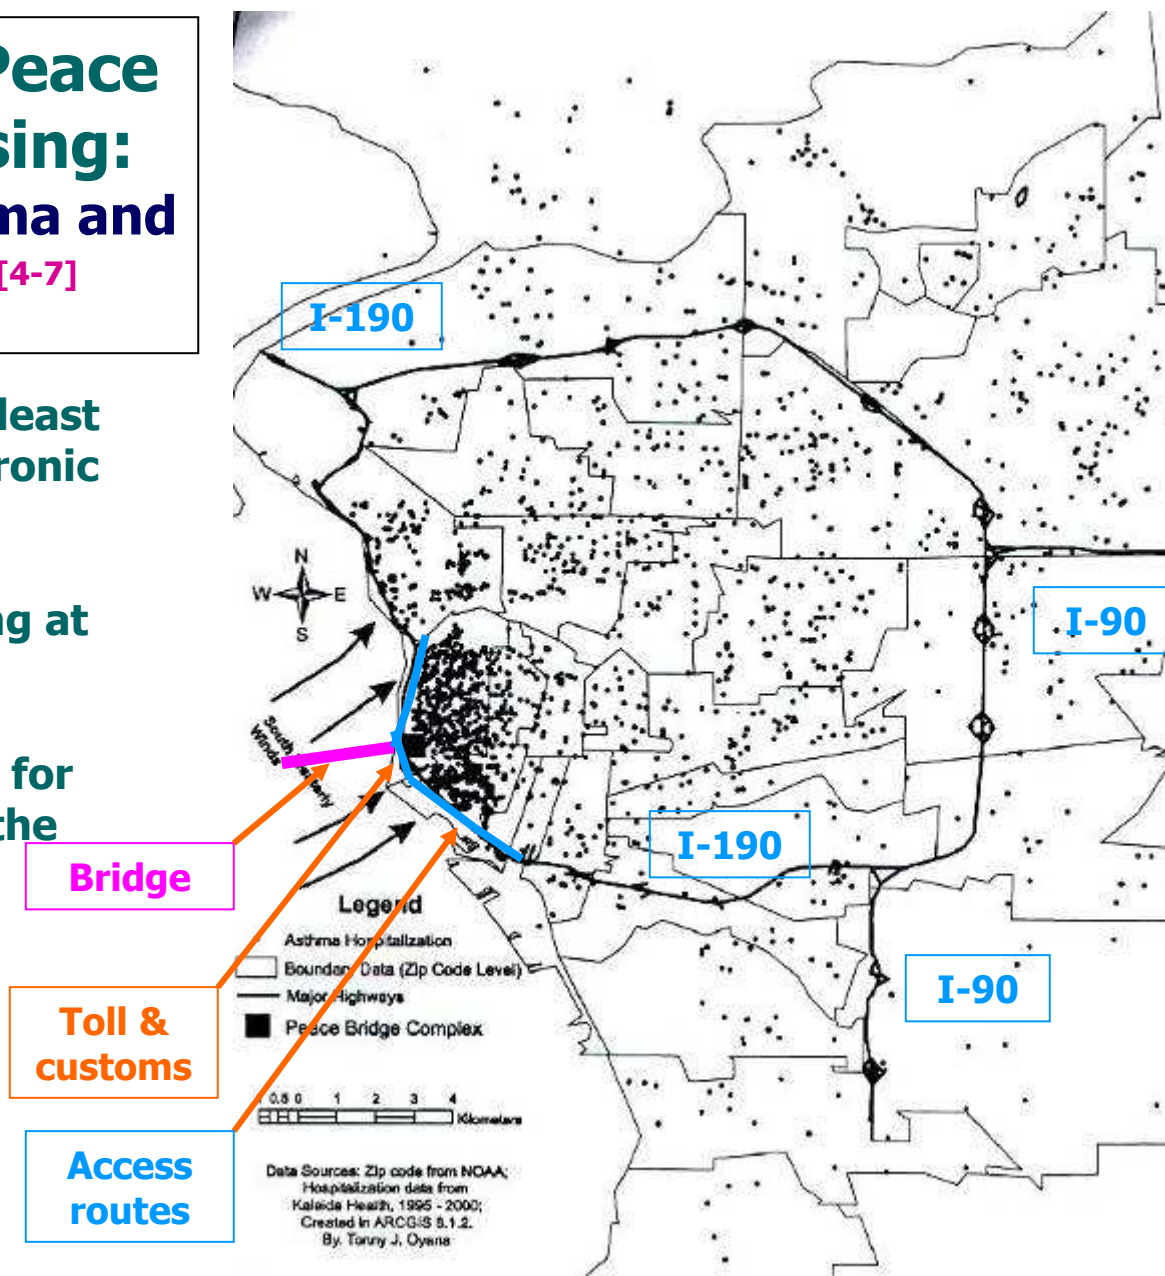 Peace
sing:
ma and
[4-7]
least
ronic
ng at
for
the
I-190
N
W E
S
I-90
Winds
Bridge
I-190
Legend
Asthma Hospitalization
Boundary Data (Zip Code Level)
Major Highways
Peace Bridge Complex
I-90
Toll &
customs
0.5 0 1 2 3 4
Kilometers
Access
routes
Data Sources: Zip code from NOAA;
Hospitalization data from
Kaleida Health, 1995 - 2000;
Created in ARCGIS 8.1.2.
By. Tonny J. Oyana